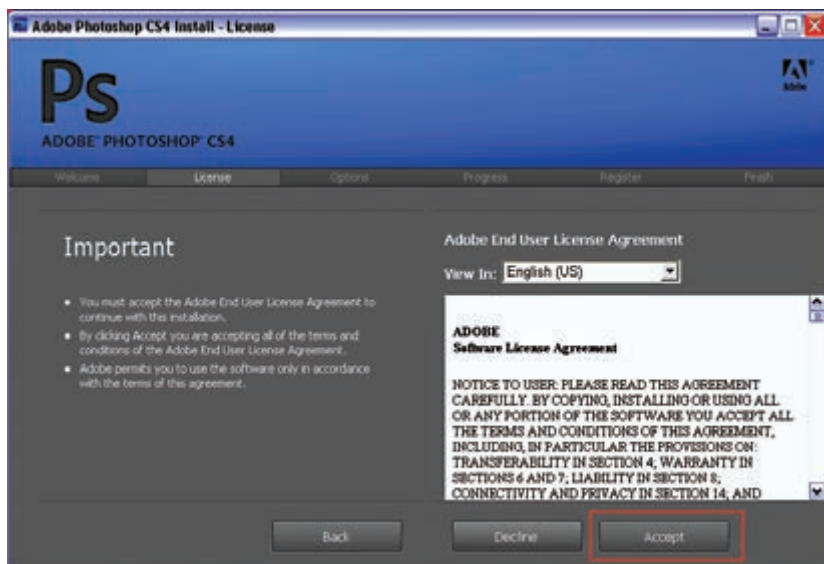 Adobe Photoshop CS4 Install - License
Ps
Adobe
ADOBE® PHOTOSHOP® CS4
Welcome License Options Progress Register Finish
Important
• You must accept the Adobe End User License Agreement to
continue with this installation.
• By clicking Accept you are accepting all of the terms and
conditions of the Adobe End User License Agreement.
• Adobe permits you to use the software only in accordance
with the terms of this agreement.
Adobe End User License Agreement
View In: English (US)
ADOBE
Software License Agreement
NOTICE TO USER: PLEASE READ THIS AGREEMENT
CAREFULLY. BY COPYING, INSTALLING OR USING ALL
OR ANY PORTION OF THE SOFTWARE YOU ACCEPT ALL
THE TERMS AND CONDITIONS OF THIS AGREEMENT,
INCLUDING, IN PARTICULAR THE PROVISIONS ON:
TRANSFERABILITY IN SECTION 4; WARRANTY IN
SECTIONS 6 AND 7; LIABILITY IN SECTION 8;
CONNECTIVITY AND PRIVACY IN SECTION 14; AND
Back Decline Accept